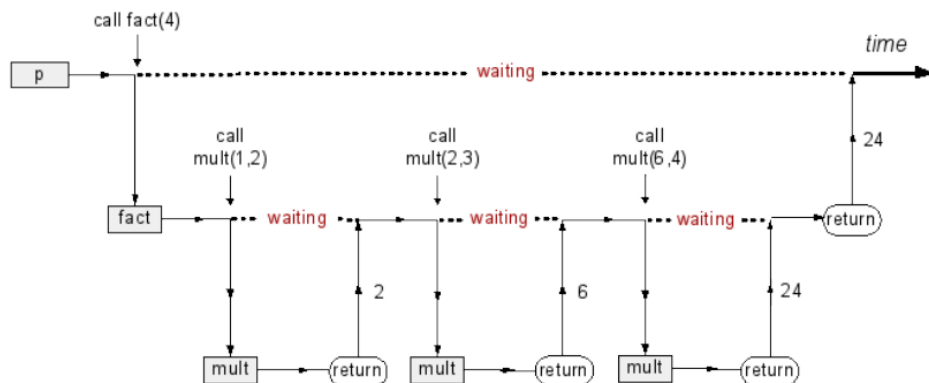 call fact(4)
time
p
waiting
24
call
mult(1,2)
call
mult(2,3)
call
mult(6,4)
fact
waiting
waiting
waiting
return
2
6
24
mult
return
mult
return
mult
return